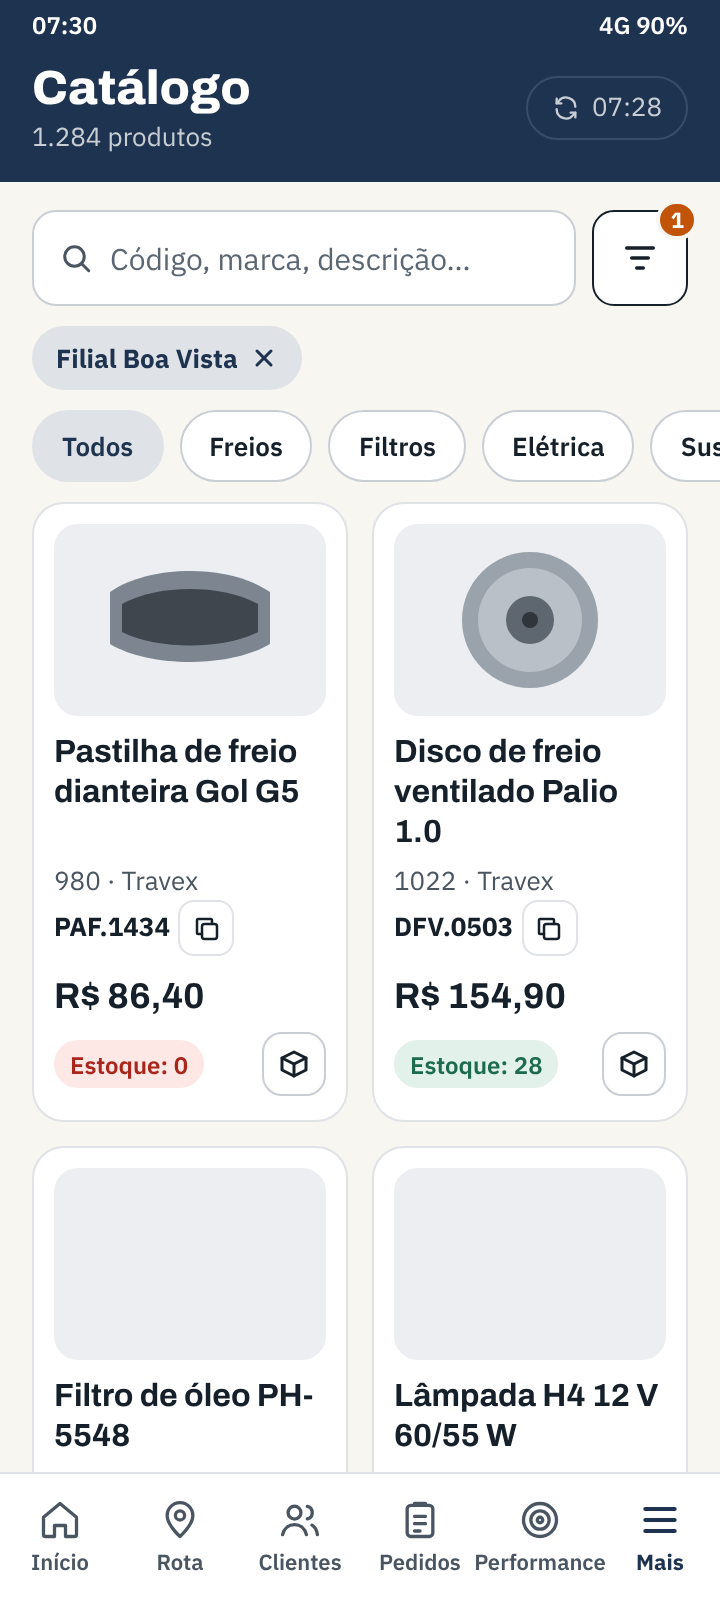 07:30
4G 90%
Catálogo
1.284 produtos
07:28
Código, marca, descrição...
1
Filial Boa Vista
Todos
Freios
Filtros
Elétrica
Sus
Pastilha de freio
dianteira Gol G5
980 · Travex
PAF.1434
R$ 86,40
Estoque: 0
Disco de freio
ventilado Palio
1.0
1022 · Travex
DFV.0503
R$ 154,90
Estoque: 28
Filtro de óleo PH-
5548
Lâmpada H4 12 V
60/55 W
Início
Rota
Clientes
Pedidos
Performance
Mais